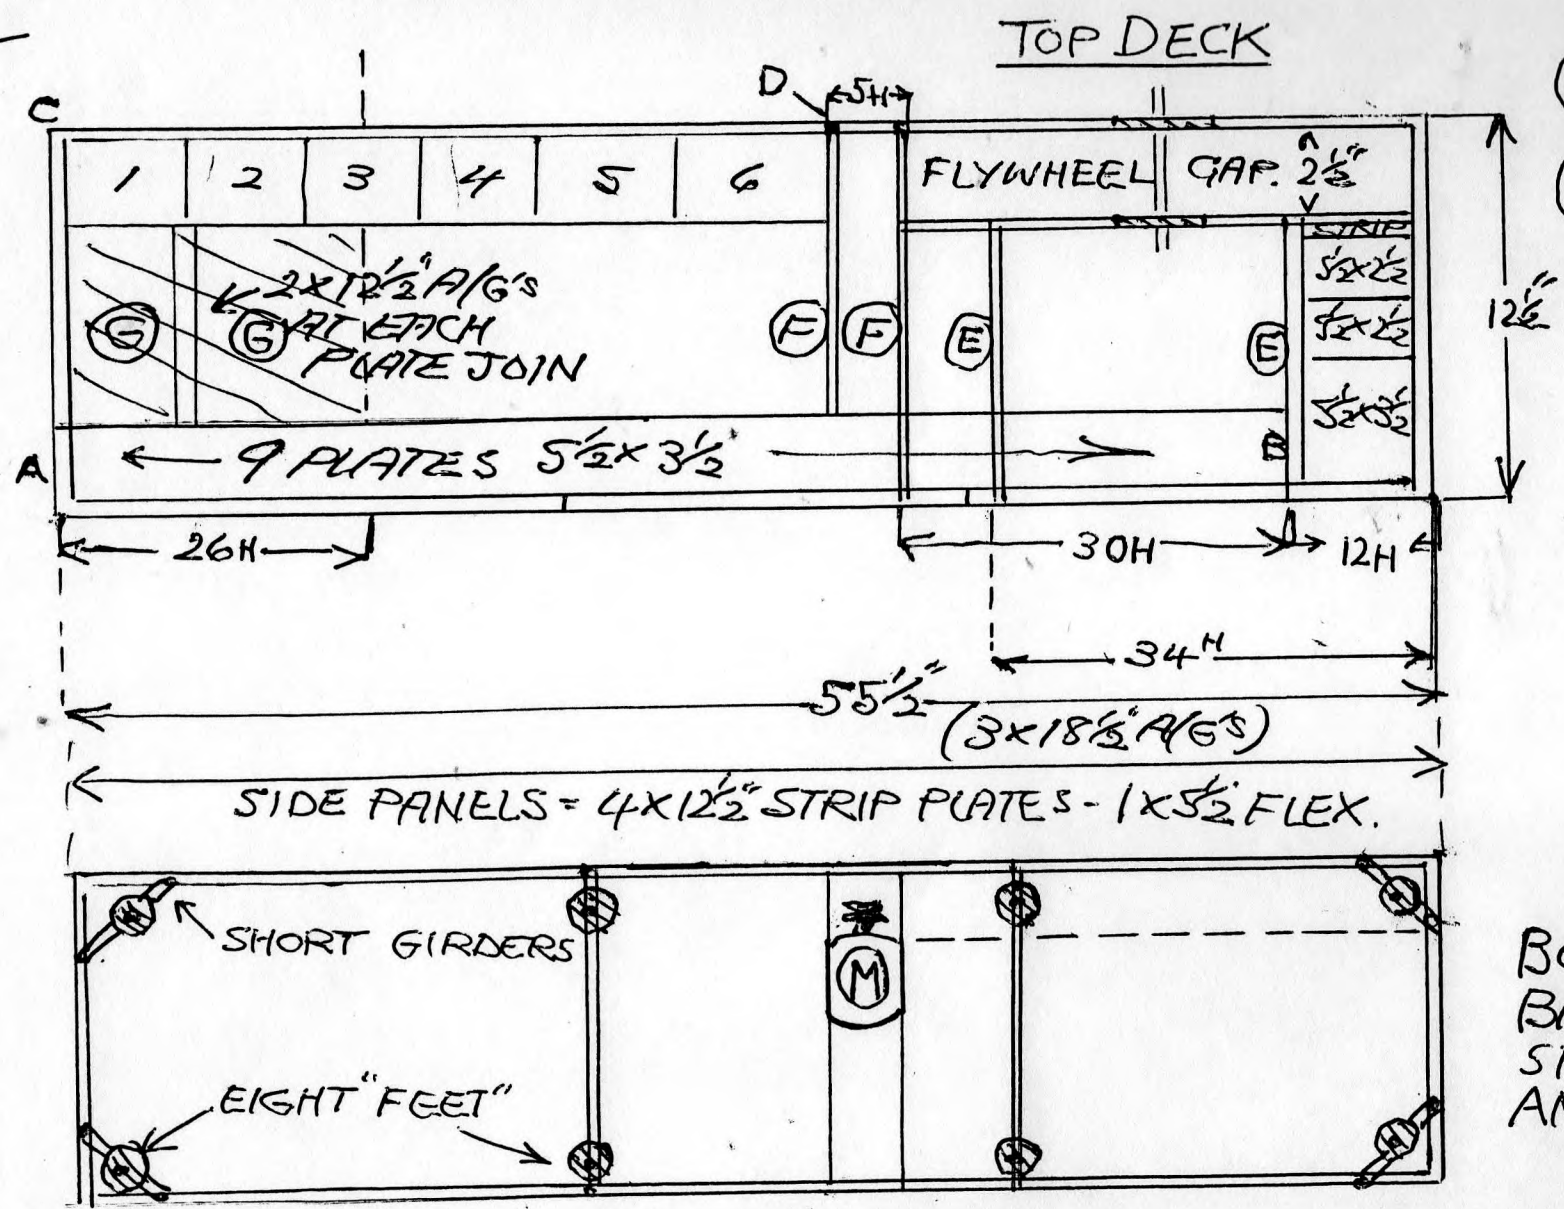 TOP DECK
C
D
5H
1 2 3 4 5 6
FLYWHEEL GAP. 2½"
STRIP
2 X 12½" A/G'S
AT EACH
PLATE JOIN
G G F F E E
5½ x 2½
5½ x 2½
5½ x 3½
12½"
A
← 9 PLATES 5½ x 3½ →
B
26H
30H
12H
34H
55½"
(3 X 18½" A/G'S)
SIDE PANELS = 4 X 12½" STRIP PLATES - 1 X 5½ FLEX.
SHORT GIRDERS
M
EIGHT "FEET"